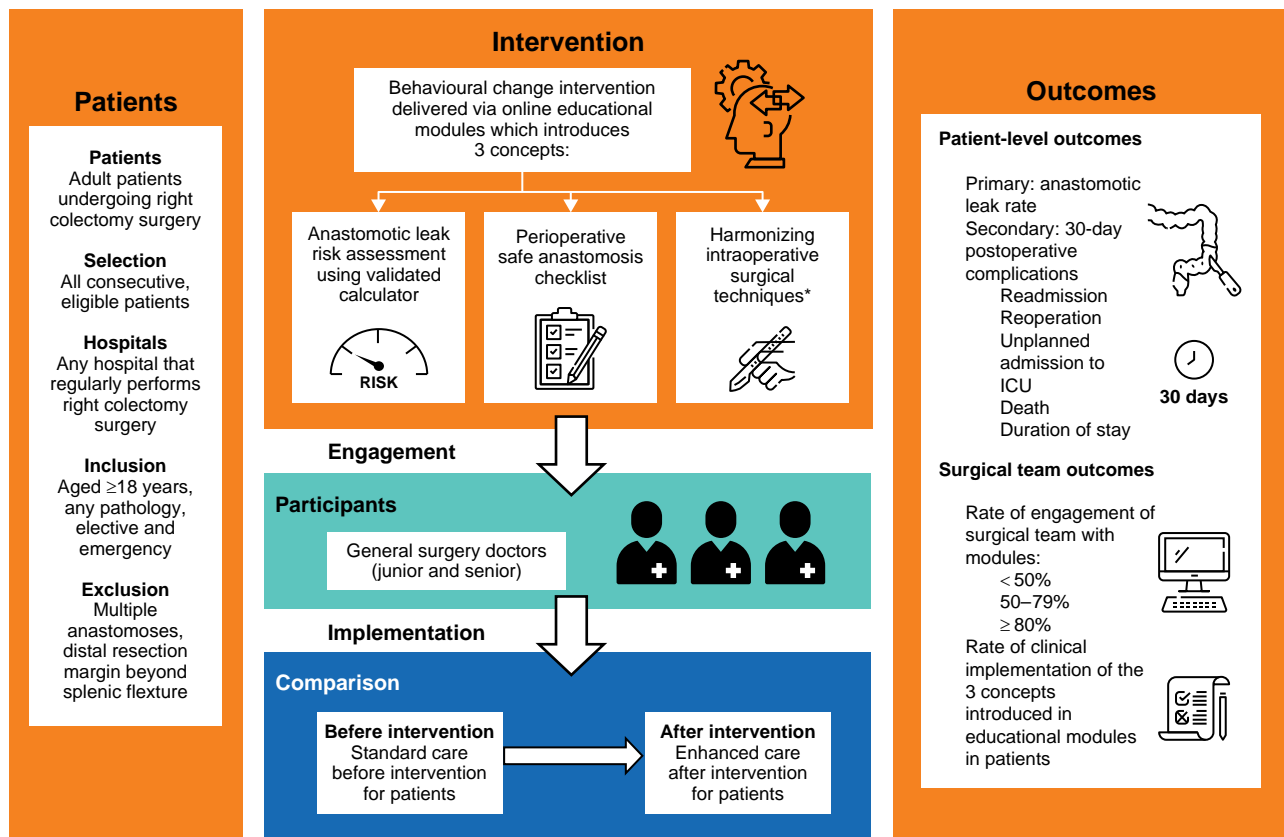 Patients
Patients
Adult patients
undergoing right
colectomy surgery
Selection
All consecutive,
eligible patients
Hospitals
Any hospital that
regularly performs
right colectomy
surgery
Inclusion
Aged ≥18 years,
any pathology,
elective and
emergency
Exclusion
Multiple
anastomoses,
distal resection
margin beyond
splenic flexture
Intervention
Behavioural change intervention
delivered via online educational
modules which introduces
3 concepts:
Anastomotic leak
risk assessment
using validated
calculator
RISK
Perioperative
safe anastomosis
checklist
Harmonizing
intraoperative
surgical
techniques*
Engagement
Participants
General surgery doctors
(junior and senior)
Implementation
Comparison
Before intervention
Standard care
before intervention
for patients
After intervention
Enhanced care
after intervention
for patients
Outcomes
Patient-level outcomes
Primary: anastomotic
leak rate
Secondary: 30-day
postoperative
complications
Readmission
Reoperation
Unplanned
admission to
ICU
Death
Duration of stay
30 days
Surgical team outcomes
Rate of engagement of
surgical team with
modules:
<50%
50–79%
≥ 80%
Rate of clinical
implementation of the
3 concepts
introduced in
educational modules
in patients